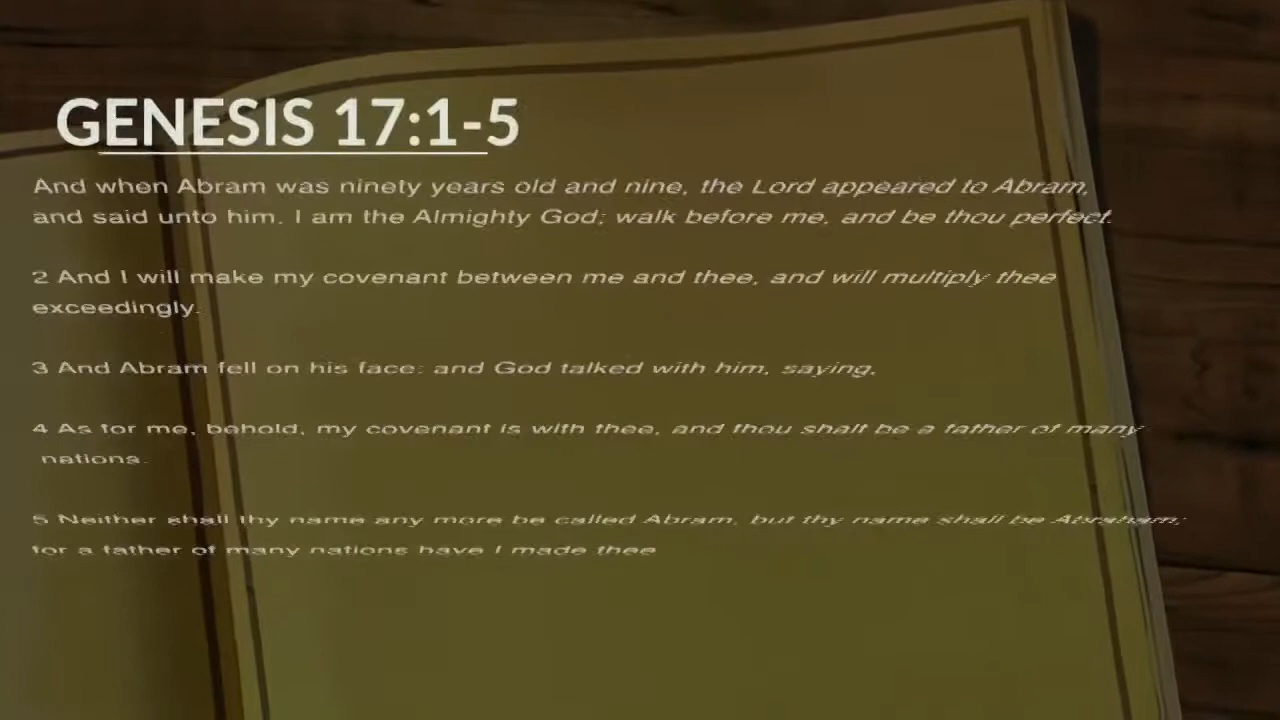 GENESIS 17:1-5
And when Abram was ninety years old and nine, the Lord appeared to Abram,
and said unto him, I am the Almighty God; walk before me, and be thou perfect.
2 And I will make my covenant between me and thee, and will multiply thee
exceedingly.
3 And Abram fell on his face: and God talked with him, saying,
4 As for me, behold, my covenant is with thee, and thou shalt be a father of many
nations.
5 Neither shall thy name any more be called Abram, but thy name shall be Abraham;
for a father of many nations have I made thee